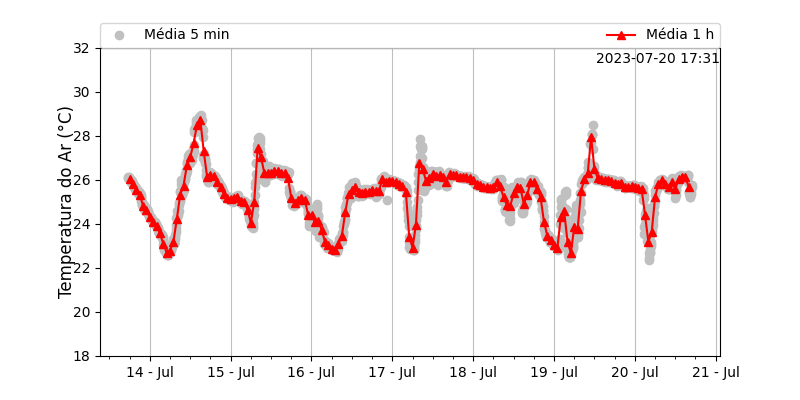 Média 5 min
Média 1 h
2023-07-20 17:31
Temperatura do Ar (°C)
32
30
28
26
24
22
20
18
14 - Jul
15 - Jul
16 - Jul
17 - Jul
18 - Jul
19 - Jul
20 - Jul
21 - Jul